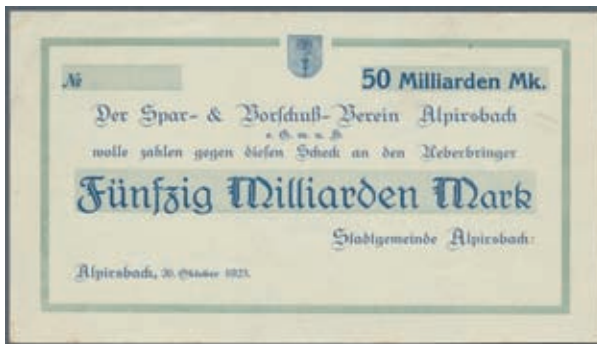 №
50 Milliarden Mk.
Der Spar- & Vorschuß-Verein Alpirsbach
e. G. m. u. H.
wolle zahlen gegen diesen Scheck an den Ueberbringer
Fünfzig Milliarden Mark
Stadtgemeinde Alpirsbach:
Alpirsbach, Oktober 1923.